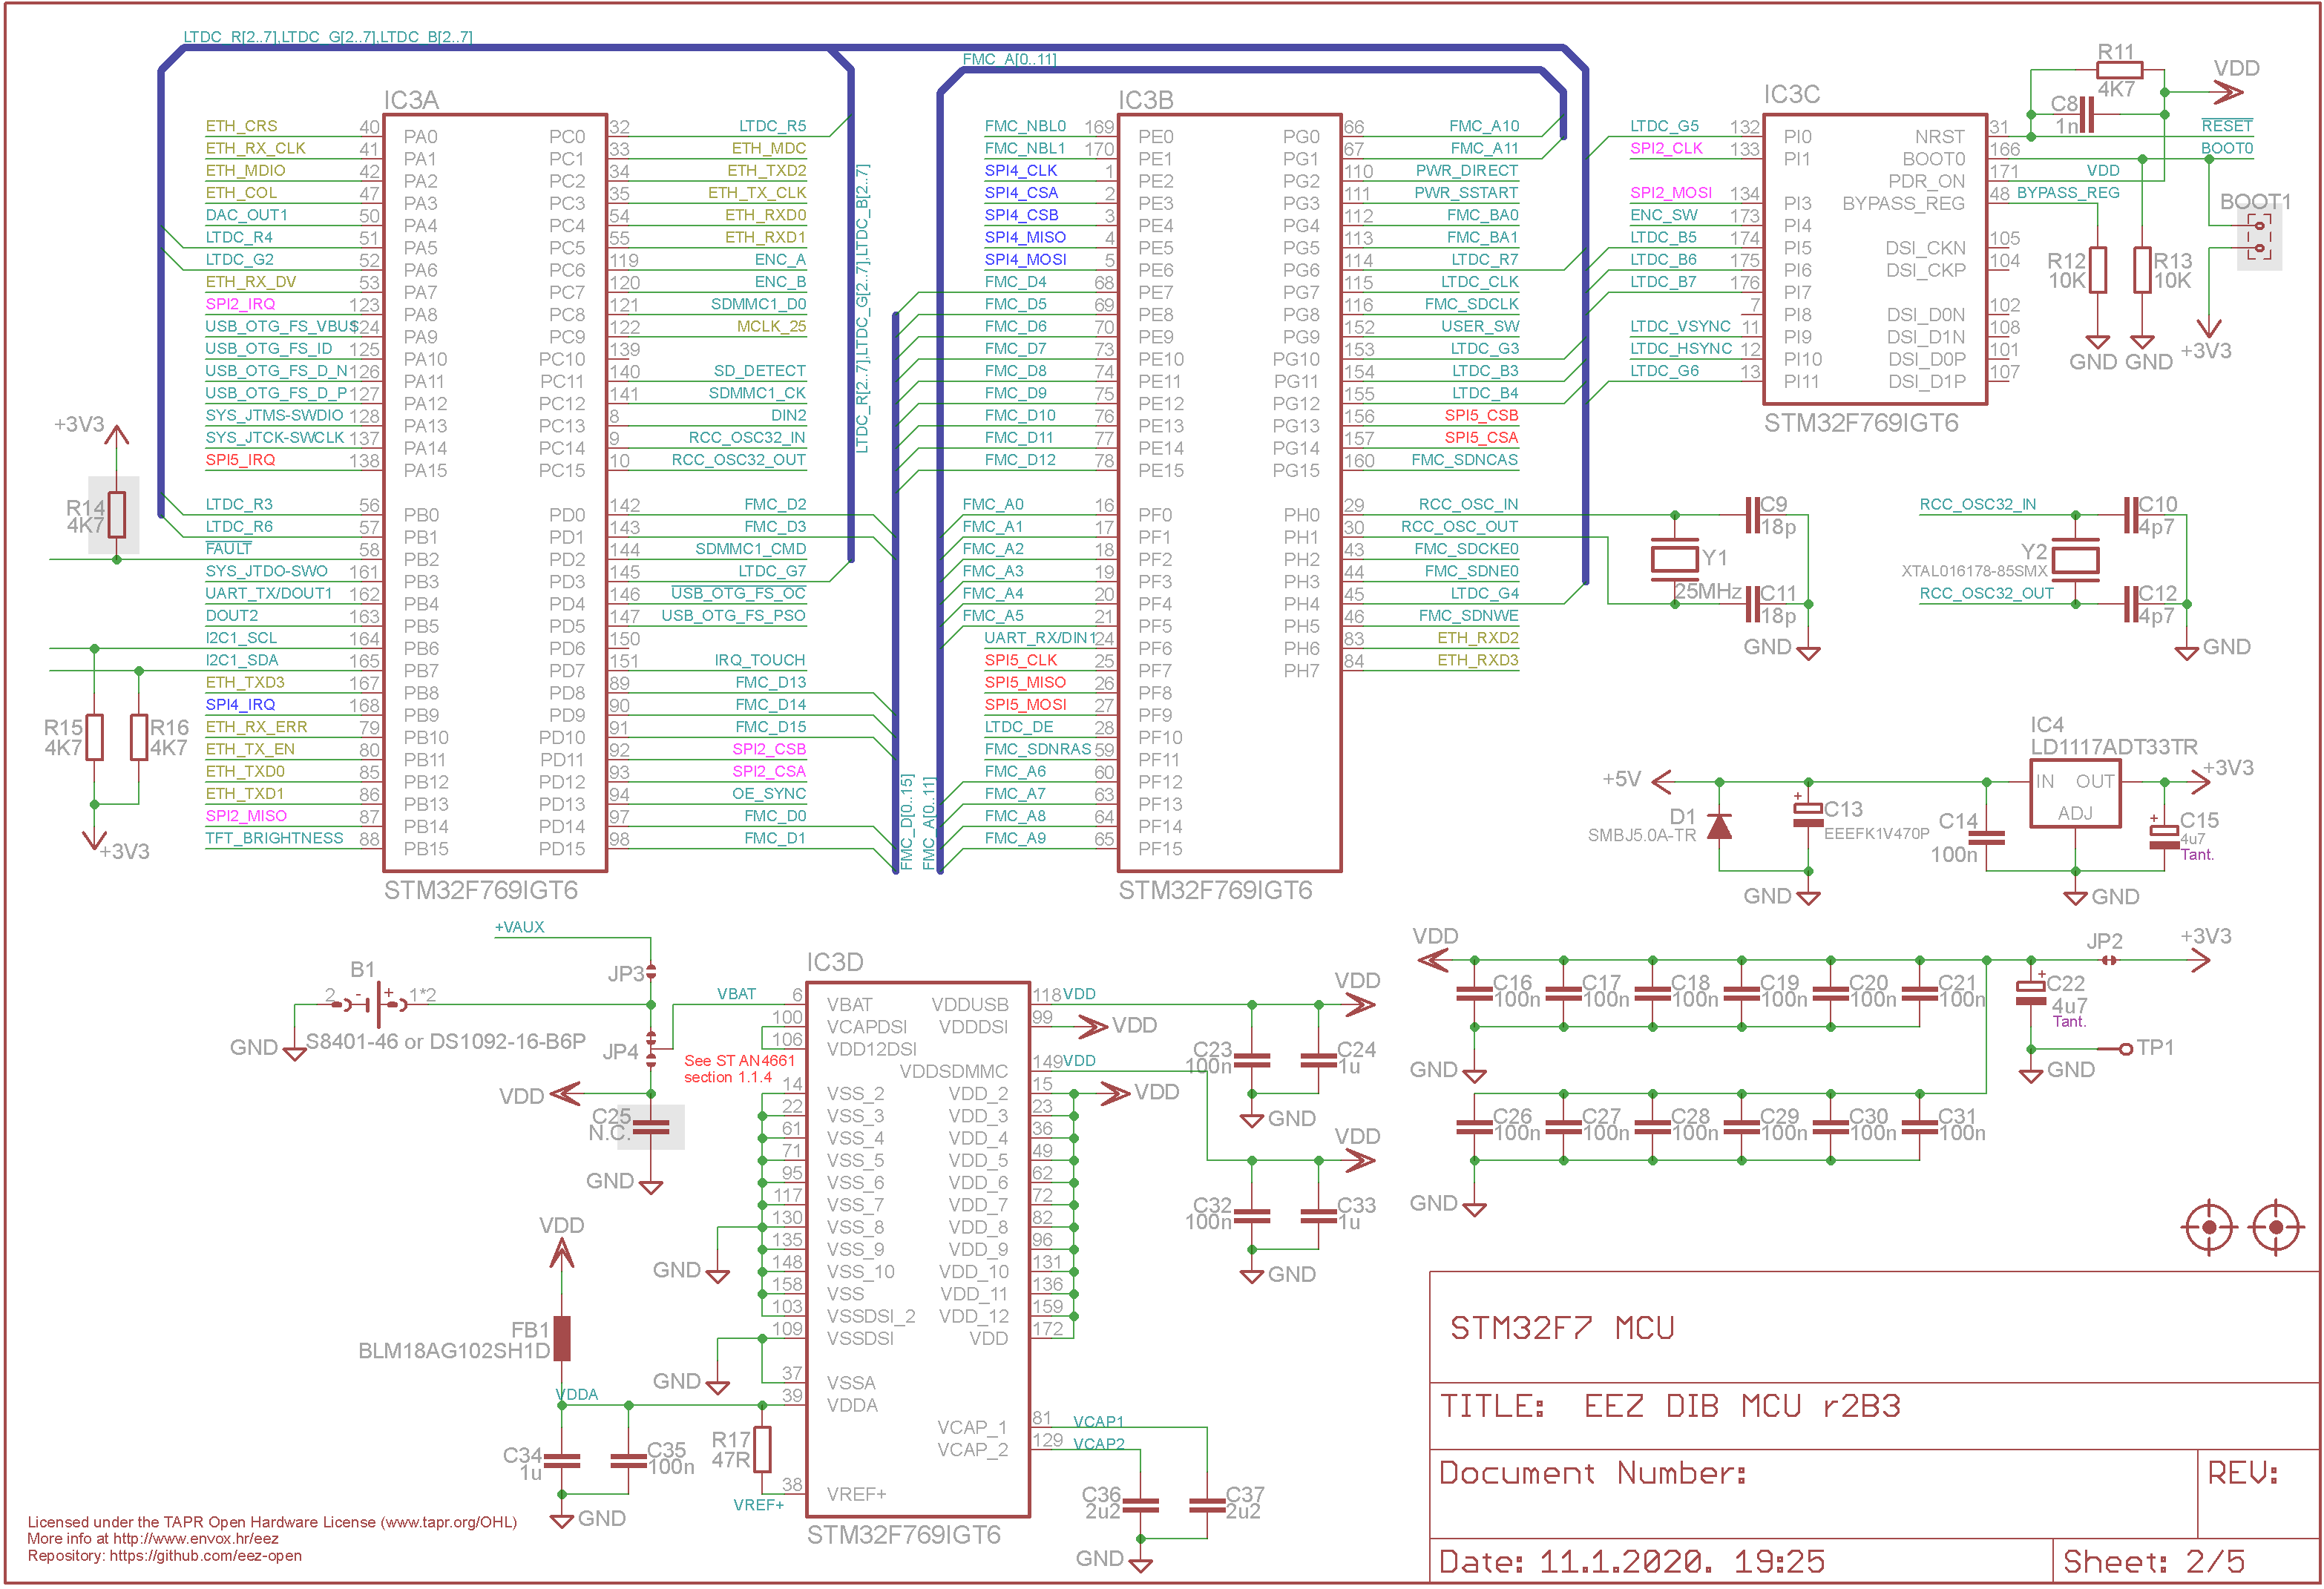 LTDC_R[2..7],LTDC_G[2..7],LTDC_B[2..7]
FMC_A[0..11]
LTDC_R[2..7],LTDC_G[2..7],LTDC_B[2..7]
FMC_D[0..15]
FMC_A[0..11]
IC3A
ETH_CRS 40 PA0 PC0 32 LTDC_R5
ETH_RX_CLK 41 PA1 PC1 33 ETH_MDC
ETH_MDIO 42 PA2 PC2 34 ETH_TXD2
ETH_COL 47 PA3 PC3 35 ETH_TX_CLK
DAC_OUT1 50 PA4 PC4 54 ETH_RXD0
LTDC_R4 51 PA5 PC5 55 ETH_RXD1
LTDC_G2 52 PA6 PC6 119 ENC_A
ETH_RX_DV 53 PA7 PC7 120 ENC_B
SPI2_IRQ 123 PA8 PC8 121 SDMMC1_D0
USB_OTG_FS_VBUS 124 PA9 PC9 122 MCLK_25
USB_OTG_FS_ID 125 PA10 PC10 139
USB_OTG_FS_D_N 126 PA11 PC11 140 SD_DETECT
USB_OTG_FS_D_P 127 PA12 PC12 141 SDMMC1_CK
SYS_JTMS-SWDIO 128 PA13 PC13 8 DIN2
SYS_JTCK-SWCLK 137 PA14 PC14 9 RCC_OSC32_IN
SPI5_IRQ 138 PA15 PC15 10 RCC_OSC32_OUT
LTDC_R3 56 PB0 PD0 142 FMC_D2
LTDC_R6 57 PB1 PD1 143 FMC_D3
FAULT 58 PB2 PD2 144 SDMMC1_CMD
SYS_JTDO-SWO 161 PB3 PD3 145 LTDC_G7
UART_TX/DOUT1 162 PB4 PD4 146 USB_OTG_FS_OC
DOUT2 163 PB5 PD5 147 USB_OTG_FS_PSO
I2C1_SCL 164 PB6 PD6 150
I2C1_SDA 165 PB7 PD7 151 IRQ_TOUCH
ETH_TXD3 167 PB8 PD8 89 FMC_D13
SPI4_IRQ 168 PB9 PD9 90 FMC_D14
ETH_RX_ERR 79 PB10 PD10 91 FMC_D15
ETH_TX_EN 80 PB11 PD11 92 SPI2_CSB
ETH_TXD0 85 PB12 PD12 93 SPI2_CSA
ETH_TXD1 86 PB13 PD13 94 OE_SYNC
SPI2_MISO 87 PB14 PD14 97 FMC_D0
TFT_BRIGHTNESS 88 PB15 PD15 98 FMC_D1
STM32F769IGT6
+3V3
R14
4K7
R15
4K7
R16
4K7
+3V3
IC3B
FMC_NBL0 169 PE0 PG0 66 FMC_A10
FMC_NBL1 170 PE1 PG1 67 FMC_A11
SPI4_CLK 1 PE2 PG2 110 PWR_DIRECT
SPI4_CSA 2 PE3 PG3 111 PWR_SSTART
SPI4_CSB 3 PE4 PG4 112 FMC_BA0
SPI4_MISO 4 PE5 PG5 113 FMC_BA1
SPI4_MOSI 5 PE6 PG6 114 LTDC_R7
FMC_D4 68 PE7 PG7 115 LTDC_CLK
FMC_D5 69 PE8 PG8 116 FMC_SDCLK
FMC_D6 70 PE9 PG9 152 USER_SW
FMC_D7 73 PE10 PG10 153 LTDC_G3
FMC_D8 74 PE11 PG11 154 LTDC_B3
FMC_D9 75 PE12 PG12 155 LTDC_B4
FMC_D10 76 PE13 PG13 156 SPI5_CSB
FMC_D11 77 PE14 PG14 157 SPI5_CSA
FMC_D12 78 PE15 PG15 160 FMC_SDNCAS
FMC_A0 16 PF0 PH0 29 RCC_OSC_IN
FMC_A1 17 PF1 PH1 30 RCC_OSC_OUT
FMC_A2 18 PF2 PH2 43 FMC_SDCKE0
FMC_A3 19 PF3 PH3 44 FMC_SDNE0
FMC_A4 20 PF4 PH4 45 LTDC_G4
FMC_A5 21 PF5 PH5 46 FMC_SDNWE
UART_RX/DIN1 24 PF6 PH6 83 ETH_RXD2
SPI5_CLK 25 PF7 PH7 84 ETH_RXD3
SPI5_MISO 26 PF8
SPI5_MOSI 27 PF9
LTDC_DE 28 PF10
FMC_SDNRAS 59 PF11
FMC_A6 60 PF12
FMC_A7 63 PF13
FMC_A8 64 PF14
FMC_A9 65 PF15
STM32F769IGT6
IC3C
LTDC_G5 132 PI0 NRST 31 RESET
SPI2_CLK 133 PI1 BOOT0 166 BOOT0
PDR_ON 171 VDD
SPI2_MOSI 134 PI3 BYPASS_REG 48 BYPASS_REG
ENC_SW 173 PI4
LTDC_B5 174 PI5 DSI_CKN 105
LTDC_B6 175 PI6 DSI_CKP 104
LTDC_B7 176 PI7
7 PI8 DSI_D0N 102
LTDC_VSYNC 11 PI9 DSI_D1N 108
LTDC_HSYNC 12 PI10 DSI_D0P 101
LTDC_G6 13 PI11 DSI_D1P 107
STM32F769IGT6
R11
4K7
C8
1n
VDD
BOOT1
R12
10K
R13
10K
GND GND +3V3
C9
18p
Y1
25MHz
C11
18p
GND
RCC_OSC32_IN
C10
4p7
Y2
XTAL016178-85SMX
RCC_OSC32_OUT
C12
4p7
GND
IC4
LD1117ADT33TR
+5V
IN OUT
ADJ
+3V3
D1
SMBJ5.0A-TR
+
C13
EEEFK1V470P
C14
100n
+
C15
4u7
Tant.
GND
GND
+VAUX
JP3
B1
2 - + 1*2
S8401-46 or DS1092-16-B6P
GND
JP4
See ST AN4661
section 1.1.4
VDD
C25
N.C.
GND
IC3D
VBAT 6 VBAT VDDUSB 118 VDD
100 VCAPDSI VDDDSI 99 VDD
106 VDD12DSI
VDDSDMMC 149 VDD
14 VSS_2 VDD_2 15 VDD
22 VSS_3 VDD_3 23
61 VSS_4 VDD_4 36
71 VSS_5 VDD_5 49
95 VSS_6 VDD_6 62
117 VSS_7 VDD_7 72
130 VSS_8 VDD_8 82
135 VSS_9 VDD_9 96
148 VSS_10 VDD_10 131
158 VSS VDD_11 136
103 VSSDSI_2 VDD_12 159
109 VSSDSI VDD 172
37 VSSA
39 VDDA
VCAP_1 81 VCAP1
VCAP_2 129 VCAP2
38 VREF+
STM32F769IGT6
GND
GND
VDD
FB1
BLM18AG102SH1D
VDDA
C34
1u
C35
100n
R17
47R
VREF+
GND
VDD
C23
100n
C24
1u
GND
VDD
C32
100n
C33
1u
GND
C36
2u2
C37
2u2
GND
VDD
JP2
+3V3
C16
100n
C17
100n
C18
100n
C19
100n
C20
100n
C21
100n
+
C22
4u7
Tant.
TP1
GND
GND
C26
100n
C27
100n
C28
100n
C29
100n
C30
100n
C31
100n
GND
STM32F7 MCU
TITLE: EEZ DIB MCU r2B3
Document Number:
REV:
Date: 11.1.2020. 19:25
Sheet: 2/5
Licensed under the TAPR Open Hardware License (www.tapr.org/OHL)
More info at http://www.envox.hr/eez
Repository: https://github.com/eez-open